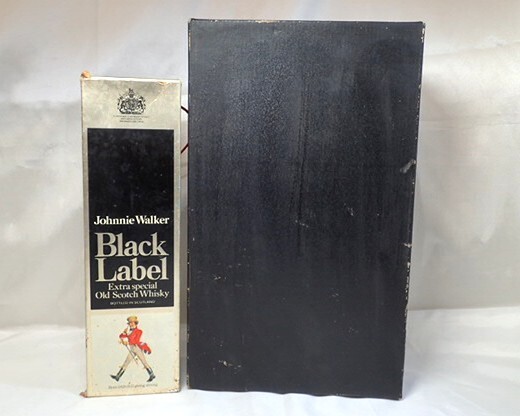 Johnnie Walker
Black
Label
Extra special
Old Scotch Whisky
BOTTLED IN SCOTLAND